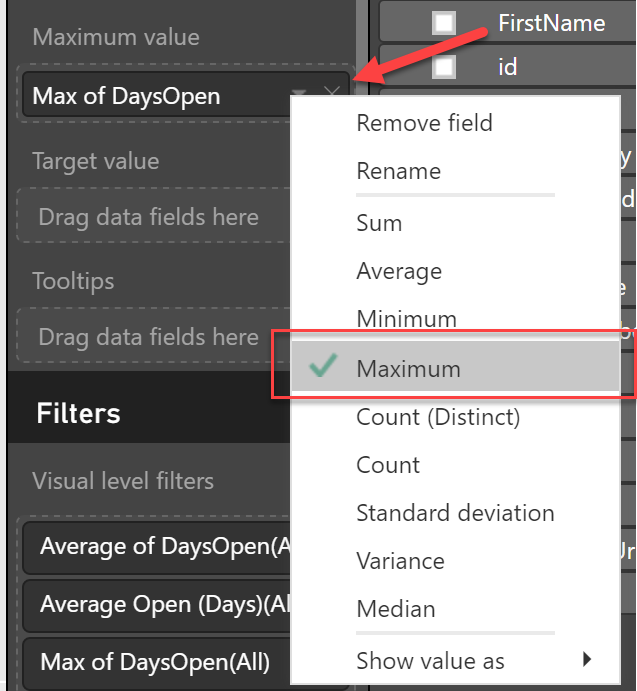 Maximum value
Max of DaysOpen
Target value
Drag data fields here
Tooltips
Drag data fields here
Filters
Visual level filters
Average of DaysOpen(A
Average Open (Days)(Al
Max of DaysOpen(All)
FirstName
id
Remove field
Rename
Sum
Average
Minimum
Maximum
Count (Distinct)
Count
Standard deviation
Variance
Median
Show value as